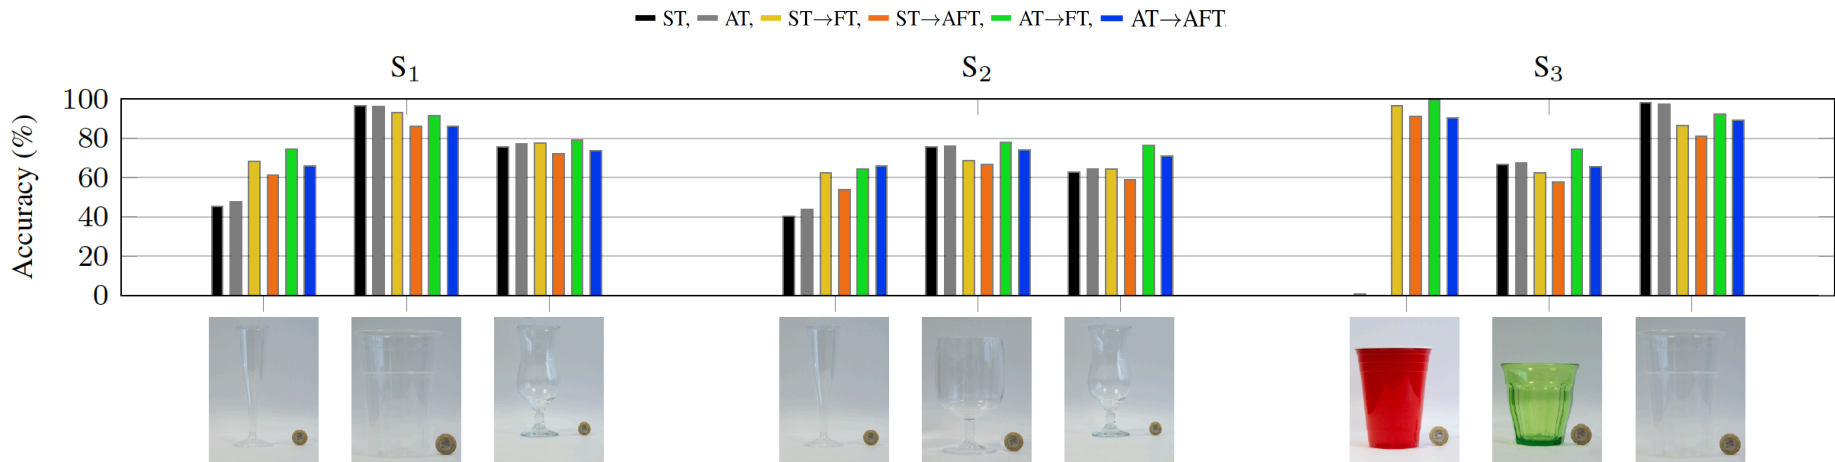 ST, AT, ST→FT, ST→AFT, AT→FT, AT→AFT.
S₁ S₂ S₃
Accuracy (%)
100
80
60
40
20
0